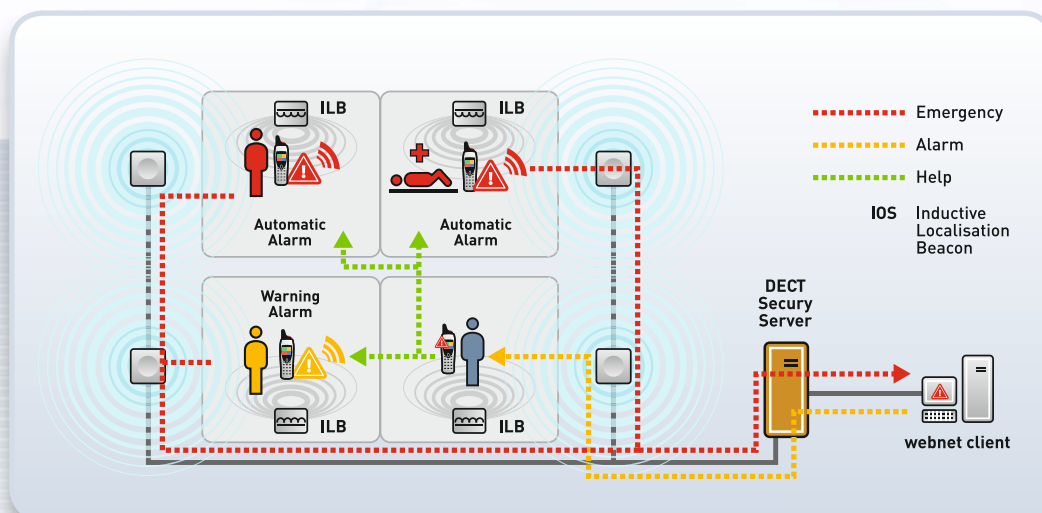 ILB
ILB
Automatic
Alarm
Automatic
Alarm
Warning
Alarm
ILB
ILB
Emergency
Alarm
Help
IOS Inductive
Localisation
Beacon
DECT
Secury
Server
webnet client